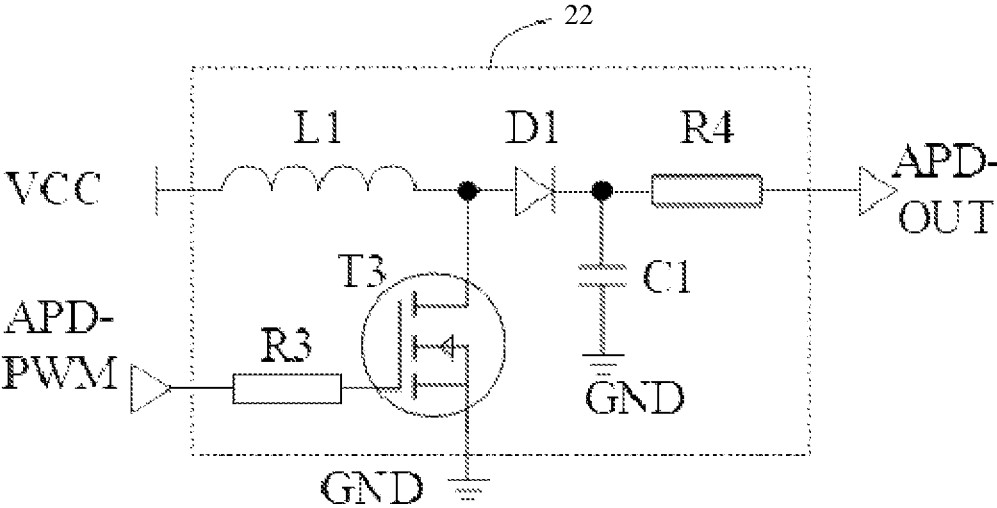 22
L1
D1
R4
VCC
APD-
OUT
T3
C1
APD-
PWM
R3
GND
GND